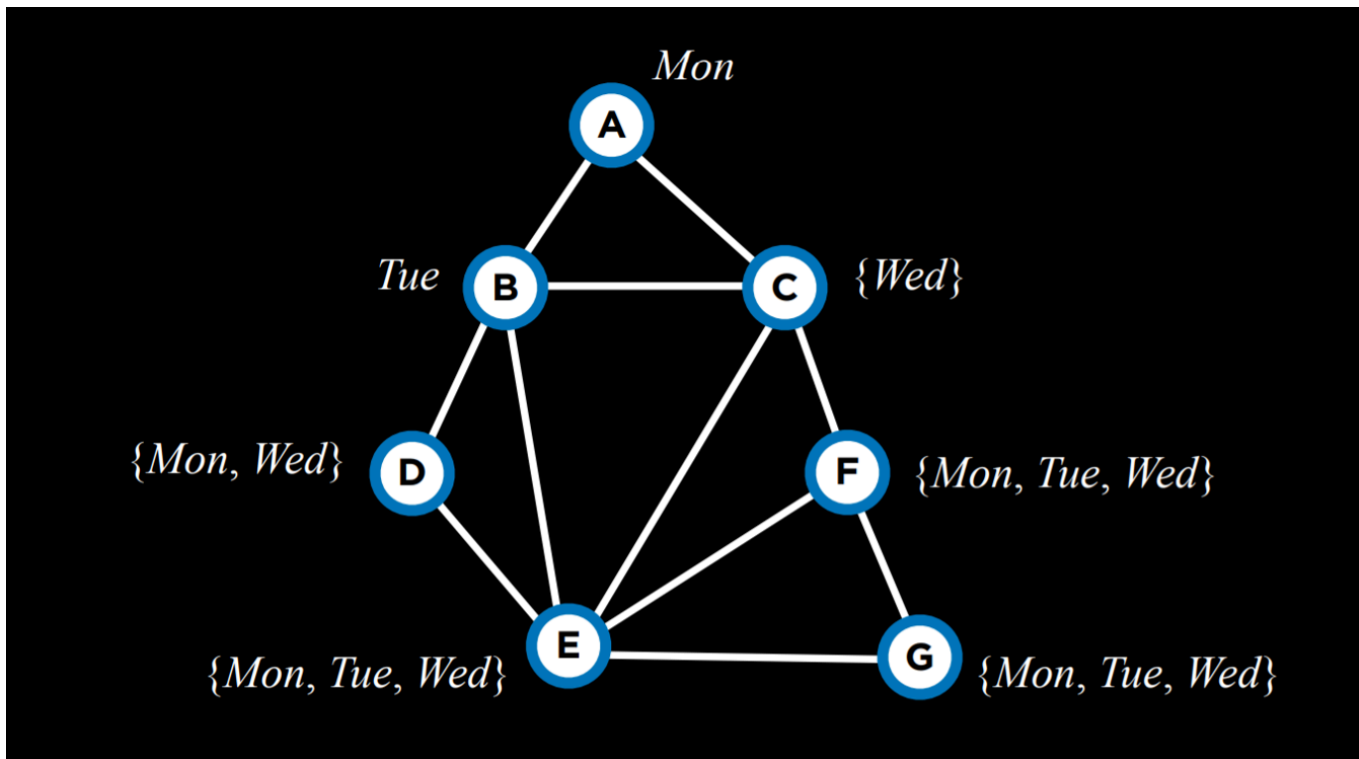 Mon
A
Tue
B
C
{Wed}
{Mon, Wed}
D
F
{Mon, Tue, Wed}
E
G
{Mon, Tue, Wed}
{Mon, Tue, Wed}